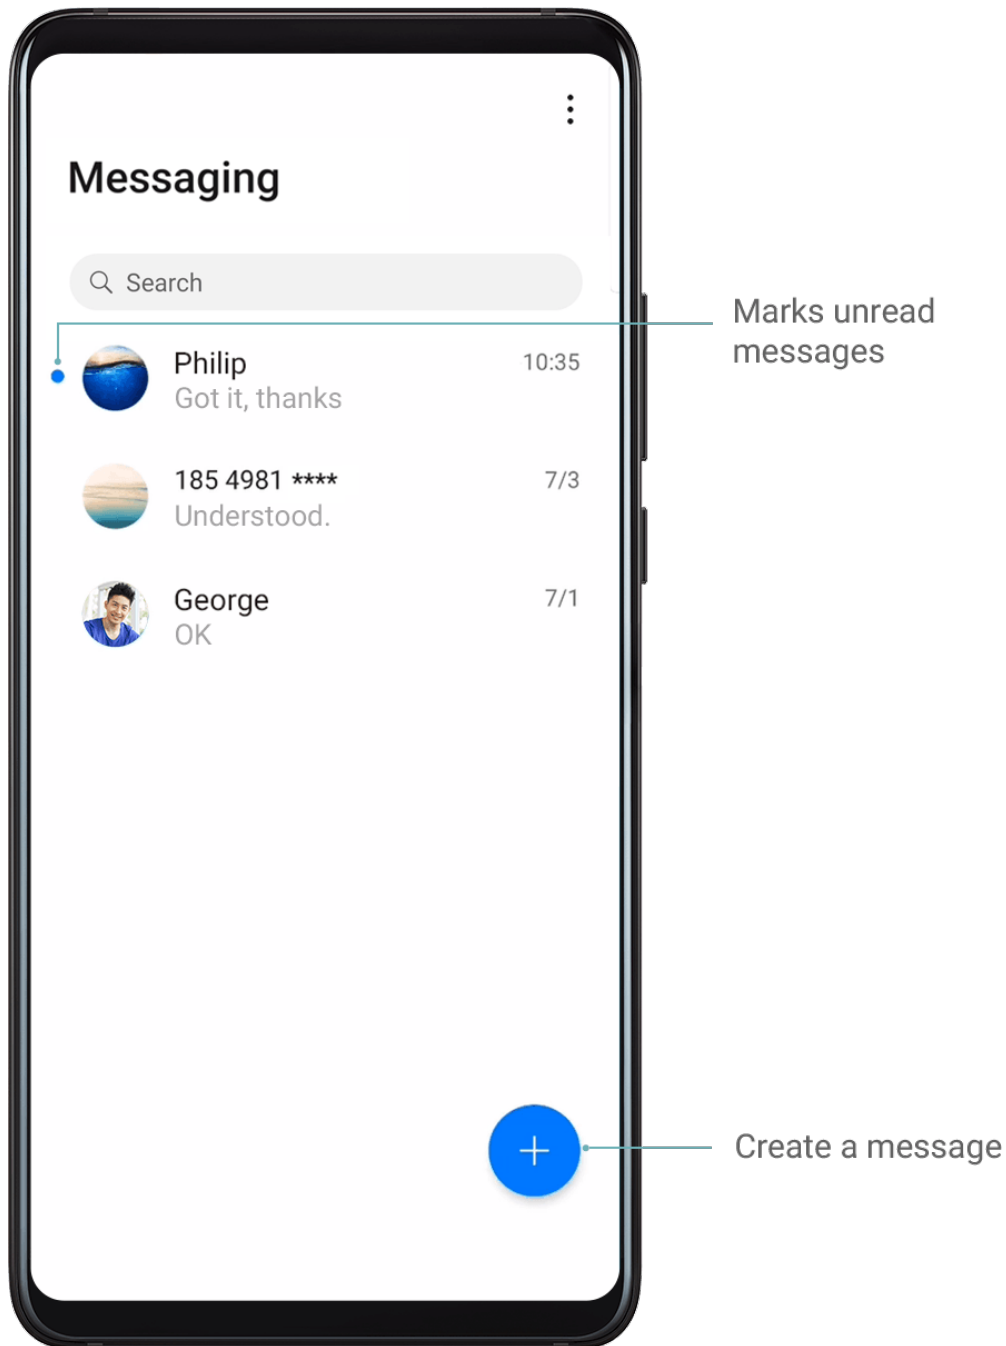 Messaging
Search
Marks unread
messages
Philip
10:35
Got it, thanks
185 4981 ****
7/3
Understood.
George
7/1
OK
Create a message